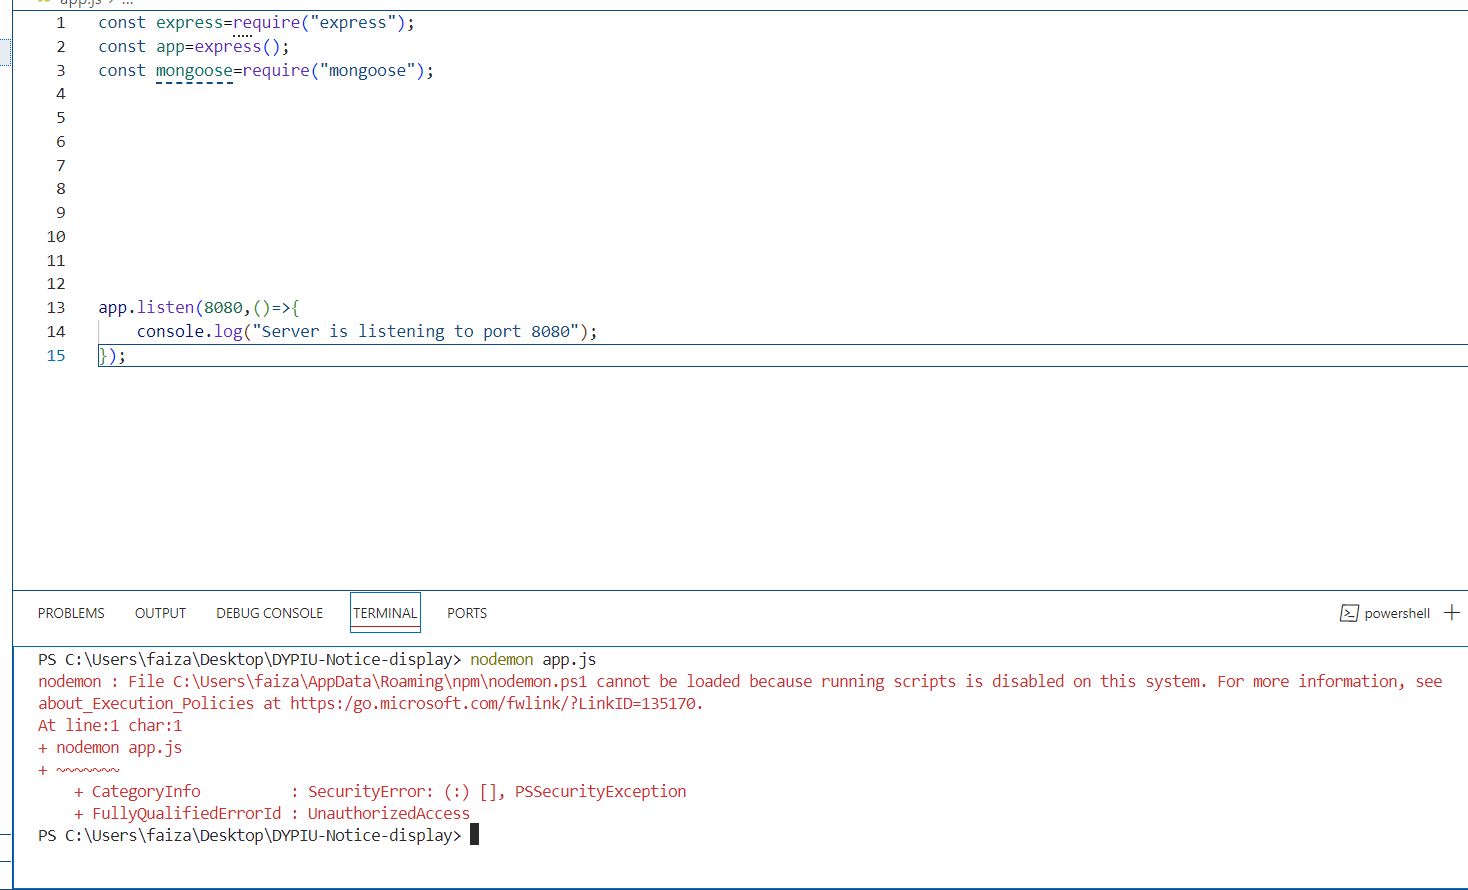 app.js > ...
1 const express=require("express");
2 const app=express();
3 const mongoose=require("mongoose");
4
5
6
7
8
9
10
11
12
13 app.listen(8080,()=>{
14     console.log("Server is listening to port 8080");
15 });
PROBLEMS OUTPUT DEBUG CONSOLE TERMINAL PORTS powershell +
PS C:\Users\faiza\Desktop\DYPIU-Notice-display> nodemon app.js
nodemon : File C:\Users\faiza\AppData\Roaming\npm\nodemon.ps1 cannot be loaded because running scripts is disabled on this system. For more information, see
about_Execution_Policies at https:/go.microsoft.com/fwlink/?LinkID=135170.
At line:1 char:1
+ nodemon app.js
+ ~~~~~~~
    + CategoryInfo          : SecurityError: (:) [], PSSecurityException
    + FullyQualifiedErrorId : UnauthorizedAccess
PS C:\Users\faiza\Desktop\DYPIU-Notice-display>